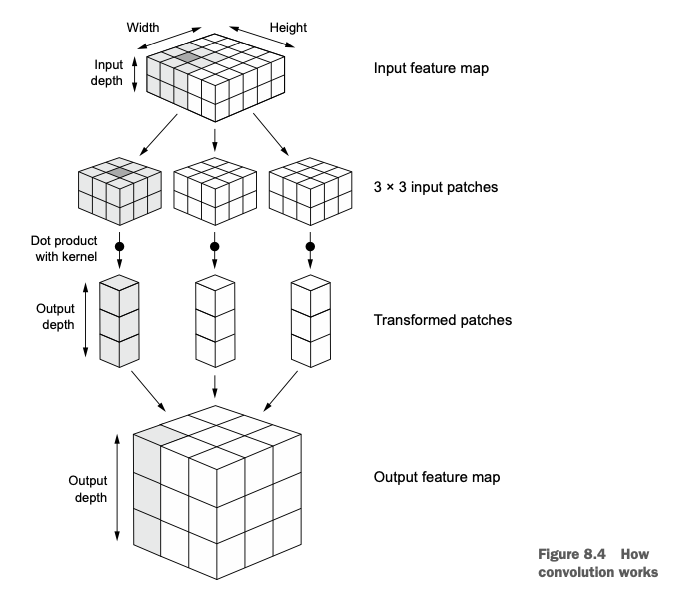 Width
Height
Input
depth
Input feature map
3 × 3 input patches
Dot product
with kernel
Output
depth
Transformed patches
Output
depth
Output feature map
Figure 8.4 How
convolution works